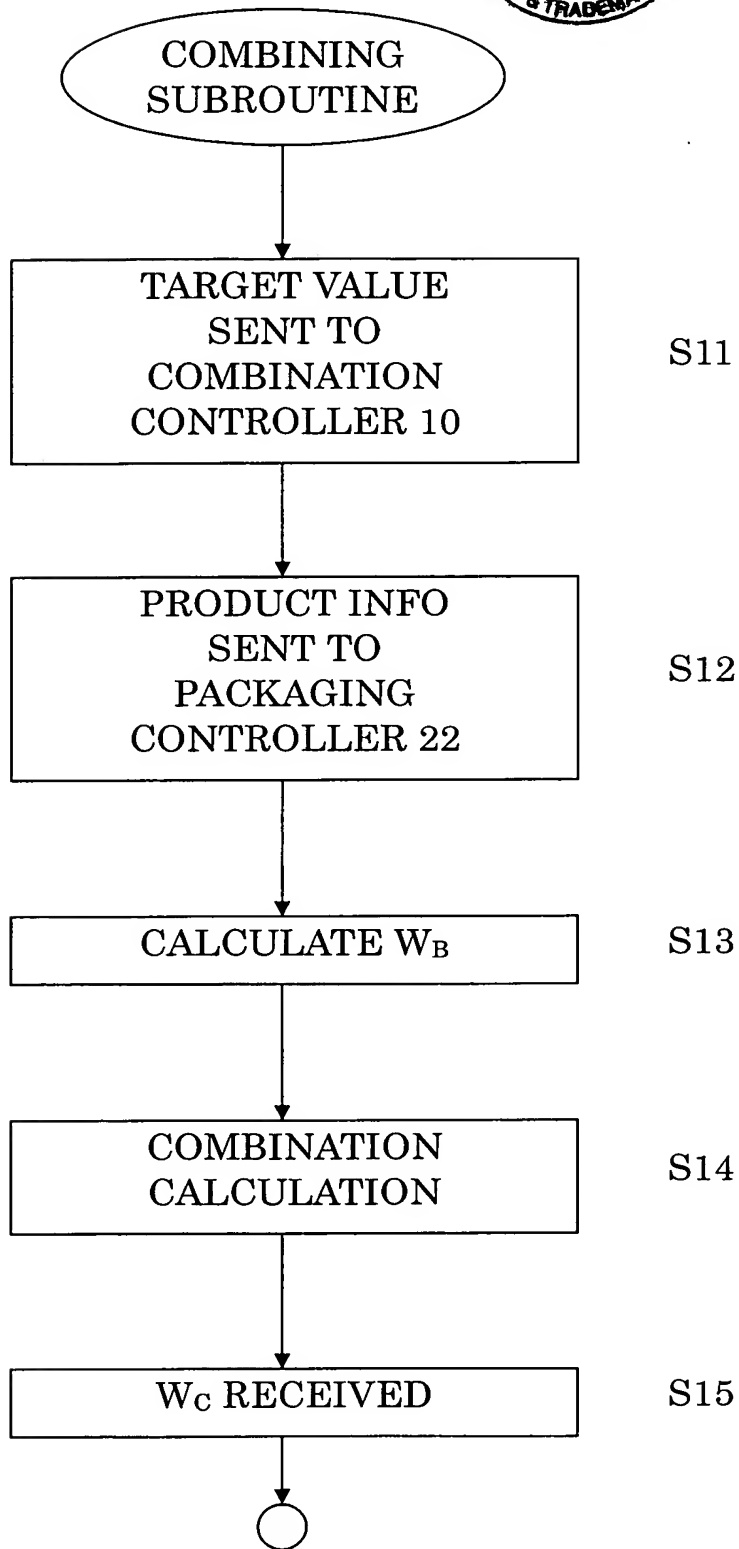 & TRADEMA
COMBINING
SUBROUTINE
TARGET VALUE
SENT TO
COMBINATION
CONTROLLER 10
S11
PRODUCT INFO
SENT TO
PACKAGING
CONTROLLER 22
S12
CALCULATE WB
S13
COMBINATION
CALCULATION
S14
WC RECEIVED
S15